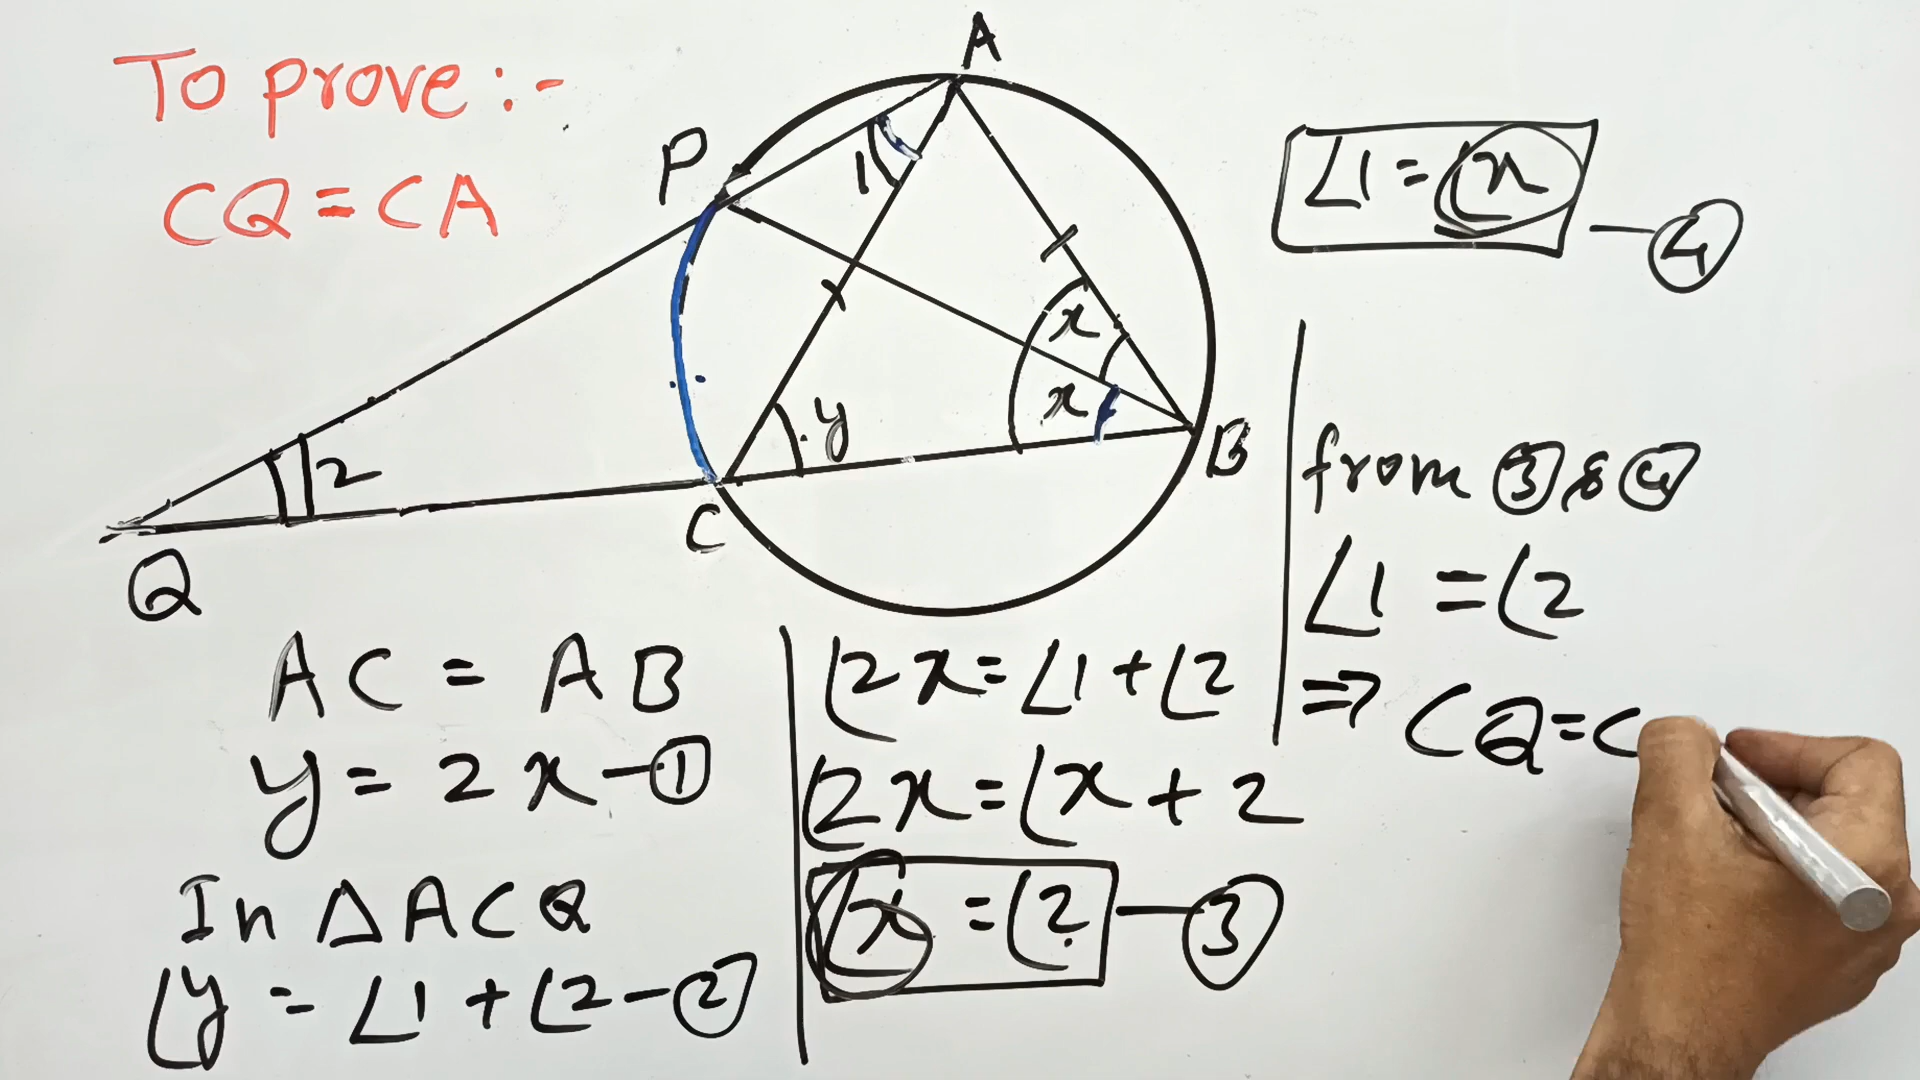 To prove :-
CQ = CA
A
P
1
x
x
y
B
2
C
Q
∠1 = ∠x — ④
AC = AB
y = 2x — ①
In ΔACQ
∠y = ∠1 + ∠2 — ②
∠2x = ∠1 + ∠2
∠2x = ∠x + 2
∠x = ∠2 — ③
from ③ & ④
∠1 = ∠2
⇒ CQ = C